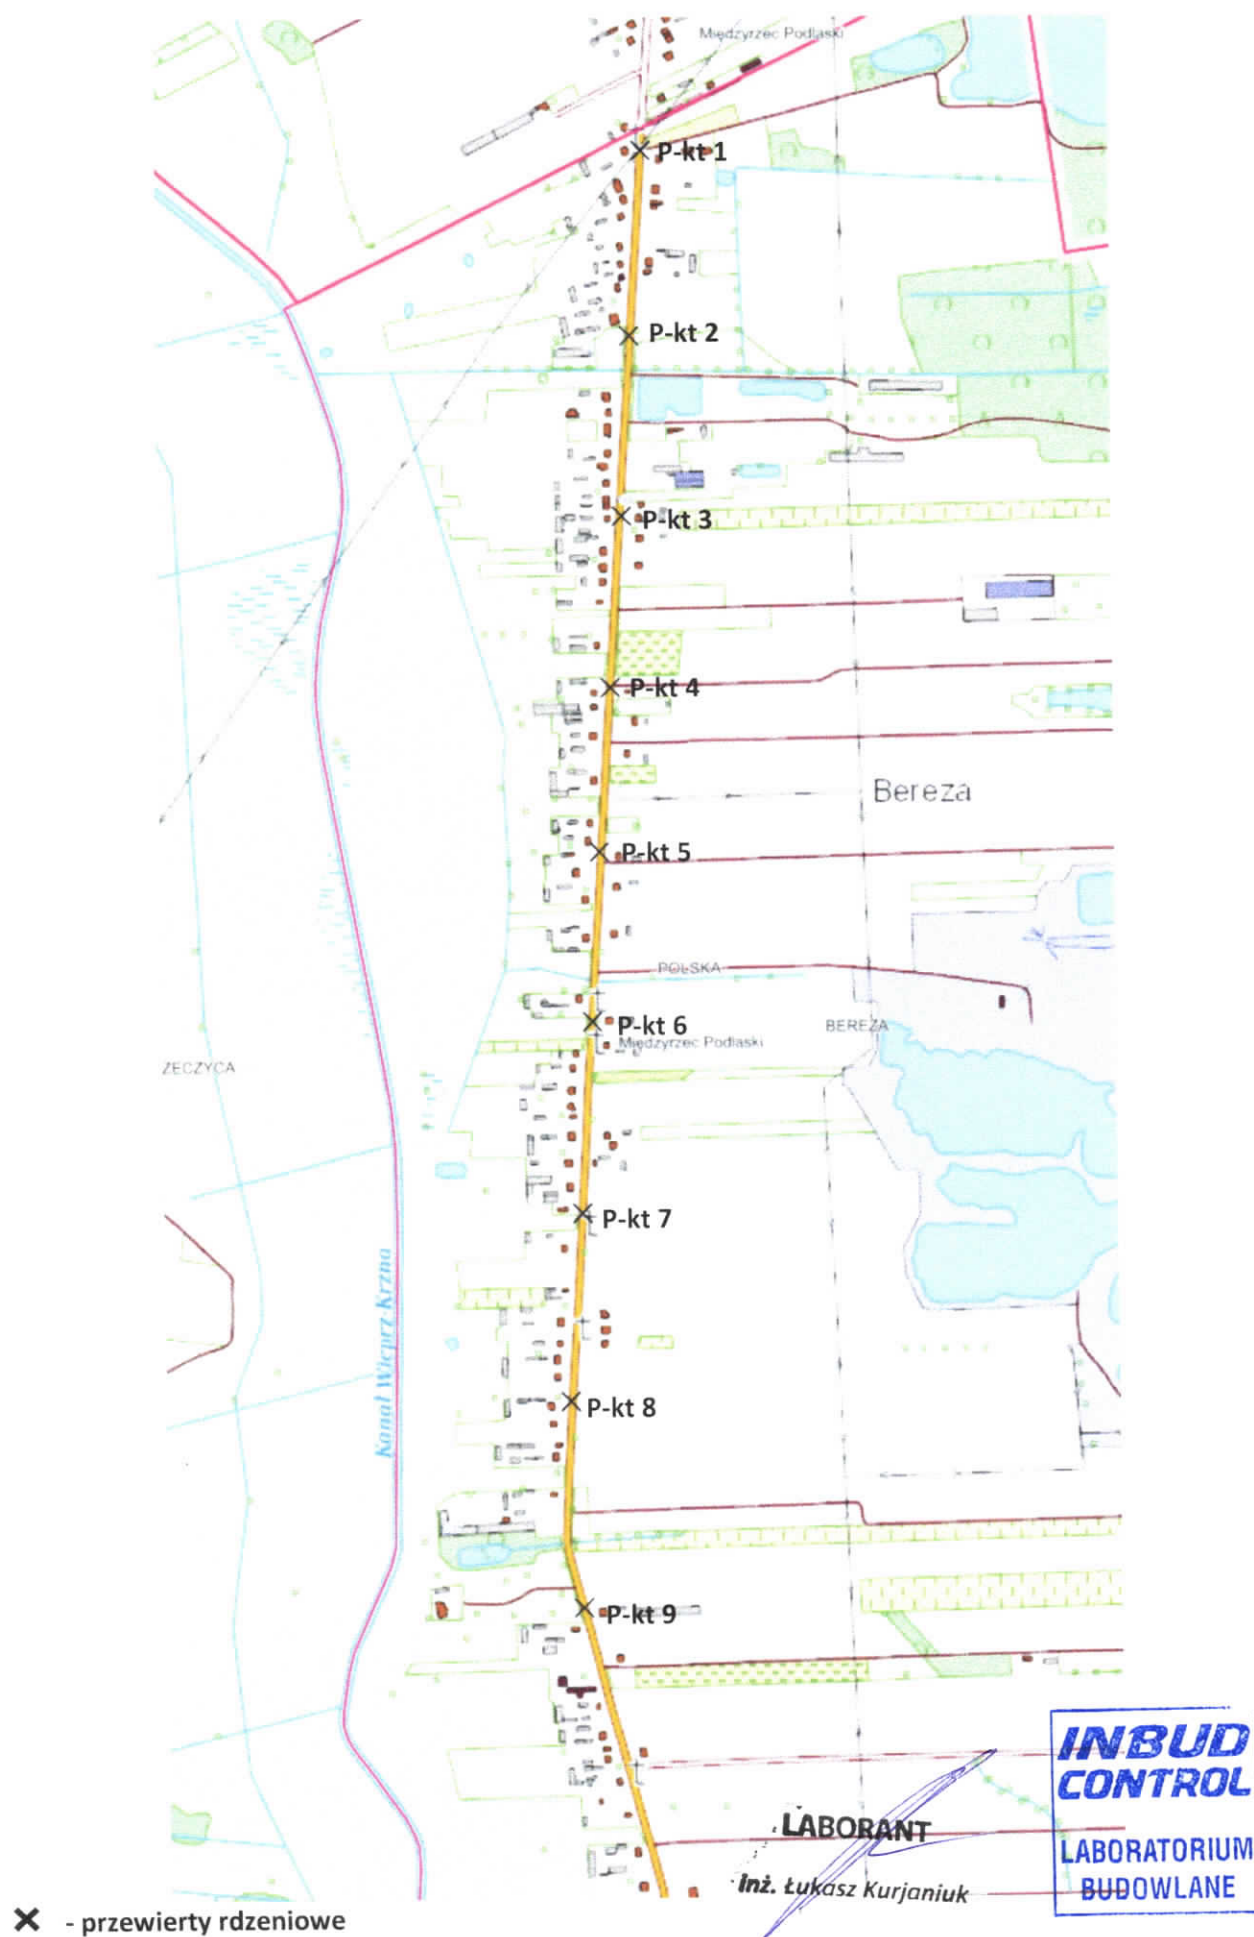 Międzyrzec Podlaski
P-kt 1
P-kt 2
P-kt 3
P-kt 4
Bereza
P-kt 5
POLSKA
P-kt 6
BEREZA
Międzyrzec Podlaski
ZECZYCA
P-kt 7
Kanał Wieprz-Krzna
P-kt 8
P-kt 9
INBUD
CONTROL
LABORATORIUM
BUDOWLANE
LABORANT
inż. Łukasz Kurjaniuk
× - przewierty rdzeniowe